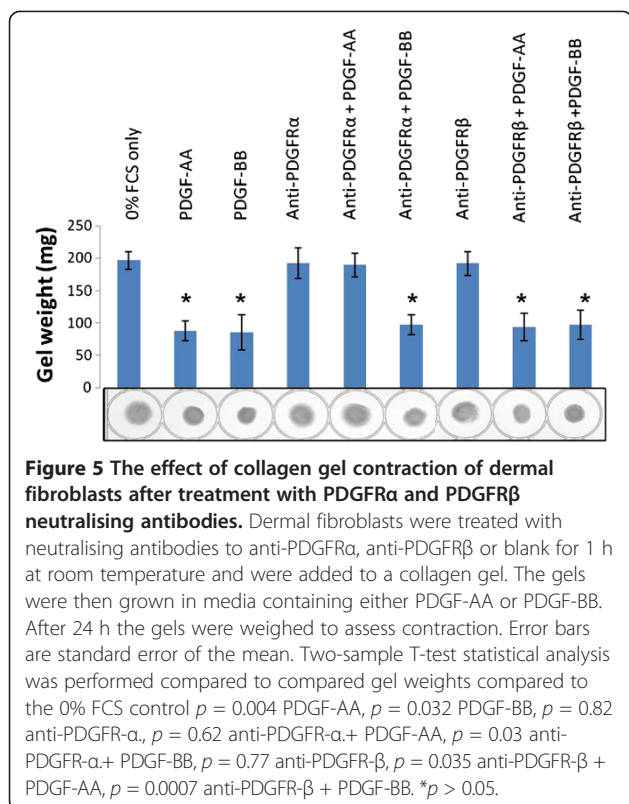 0% FCS only
PDGF-AA
PDGF-BB
Anti-PDGFRα
Anti-PDGFRα + PDGF-AA
Anti-PDGFRα + PDGF-BB
Anti-PDGFRβ
Anti-PDGFRβ + PDGF-AA
Anti-PDGFRβ +PDGF-BB
Gel weight (mg)
250
200
150
100
50
0
* * * * *
Figure 5 The effect of collagen gel contraction of dermal
fibroblasts after treatment with PDGFRα and PDGFRβ
neutralising antibodies. Dermal fibroblasts were treated with
neutralising antibodies to anti-PDGFRα, anti-PDGFRβ or blank for 1 h
at room temperature and were added to a collagen gel. The gels
were then grown in media containing either PDGF-AA or PDGF-BB.
After 24 h the gels were weighed to assess contraction. Error bars
are standard error of the mean. Two-sample T-test statistical analysis
was performed compared to compared gel weights compared to
the 0% FCS control p = 0.004 PDGF-AA, p = 0.032 PDGF-BB, p = 0.82
anti-PDGFR-α., p = 0.62 anti-PDGFR-α.+ PDGF-AA, p = 0.03 anti-
PDGFR-α.+ PDGF-BB, p = 0.77 anti-PDGFR-β, p = 0.035 anti-PDGFR-β +
PDGF-AA, p = 0.0007 anti-PDGFR-β + PDGF-BB. *p > 0.05.